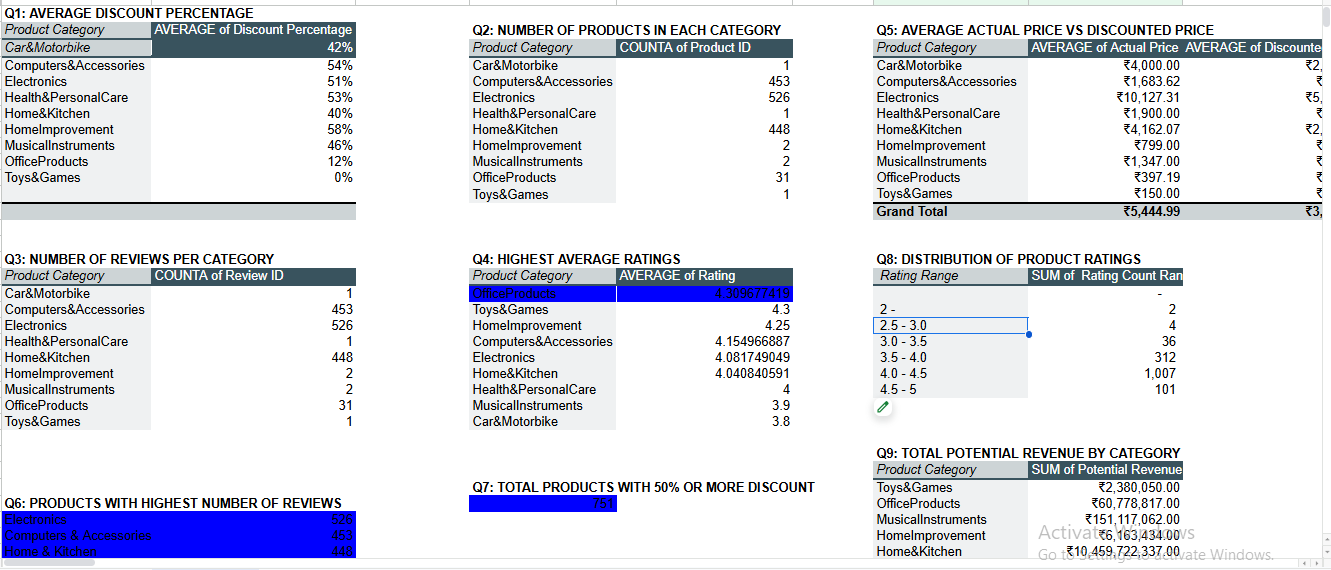 Q1: AVERAGE DISCOUNT PERCENTAGE
Product Category AVERAGE of Discount Percentage
Car&Motorbike 42%
Computers&Accessories 54%
Electronics 51%
Health&PersonalCare 53%
Home&Kitchen 40%
HomeImprovement 58%
MusicalInstruments 46%
OfficeProducts 12%
Toys&Games 0%
Q2: NUMBER OF PRODUCTS IN EACH CATEGORY
Product Category COUNTA of Product ID
Car&Motorbike 1
Computers&Accessories 453
Electronics 526
Health&PersonalCare 1
Home&Kitchen 448
HomeImprovement 2
MusicalInstruments 2
OfficeProducts 31
Toys&Games 1
Q5: AVERAGE ACTUAL PRICE VS DISCOUNTED PRICE
Product Category AVERAGE of Actual Price AVERAGE of Discounte
Car&Motorbike ₹4,000.00 ₹2,
Computers&Accessories ₹1,683.62 ₹
Electronics ₹10,127.31 ₹5,
Health&PersonalCare ₹1,900.00 ₹
Home&Kitchen ₹4,162.07 ₹2,
HomeImprovement ₹799.00 ₹
MusicalInstruments ₹1,347.00 ₹
OfficeProducts ₹397.19 ₹
Toys&Games ₹150.00 ₹
Grand Total ₹5,444.99 ₹3,
Q3: NUMBER OF REVIEWS PER CATEGORY
Product Category COUNTA of Review ID
Car&Motorbike 1
Computers&Accessories 453
Electronics 526
Health&PersonalCare 1
Home&Kitchen 448
HomeImprovement 2
MusicalInstruments 2
OfficeProducts 31
Toys&Games 1
Q4: HIGHEST AVERAGE RATINGS
Product Category AVERAGE of Rating
OfficeProducts 4.309677419
Toys&Games 4.3
HomeImprovement 4.25
Computers&Accessories 4.154966887
Electronics 4.081749049
Home&Kitchen 4.040840591
Health&PersonalCare 4
MusicalInstruments 3.9
Car&Motorbike 3.8
Q8: DISTRIBUTION OF PRODUCT RATINGS
Rating Range SUM of Rating Count Ran
-
2 - 2
2.5 - 3.0 4
3.0 - 3.5 36
3.5 - 4.0 312
4.0 - 4.5 1,007
4.5 - 5 101
Q6: PRODUCTS WITH HIGHEST NUMBER OF REVIEWS
Electronics 526
Computers & Accessories 453
Home & Kitchen 448
Q7: TOTAL PRODUCTS WITH 50% OR MORE DISCOUNT
751
Q9: TOTAL POTENTIAL REVENUE BY CATEGORY
Product Category SUM of Potential Revenue
Toys&Games ₹2,380,050.00
OfficeProducts ₹60,778,817.00
MusicalInstruments ₹151,117,062.00
HomeImprovement ₹6,163,434.00
Home&Kitchen ₹10,459,722,337.00
Activate Windows
Go to Settings to activate Windows.